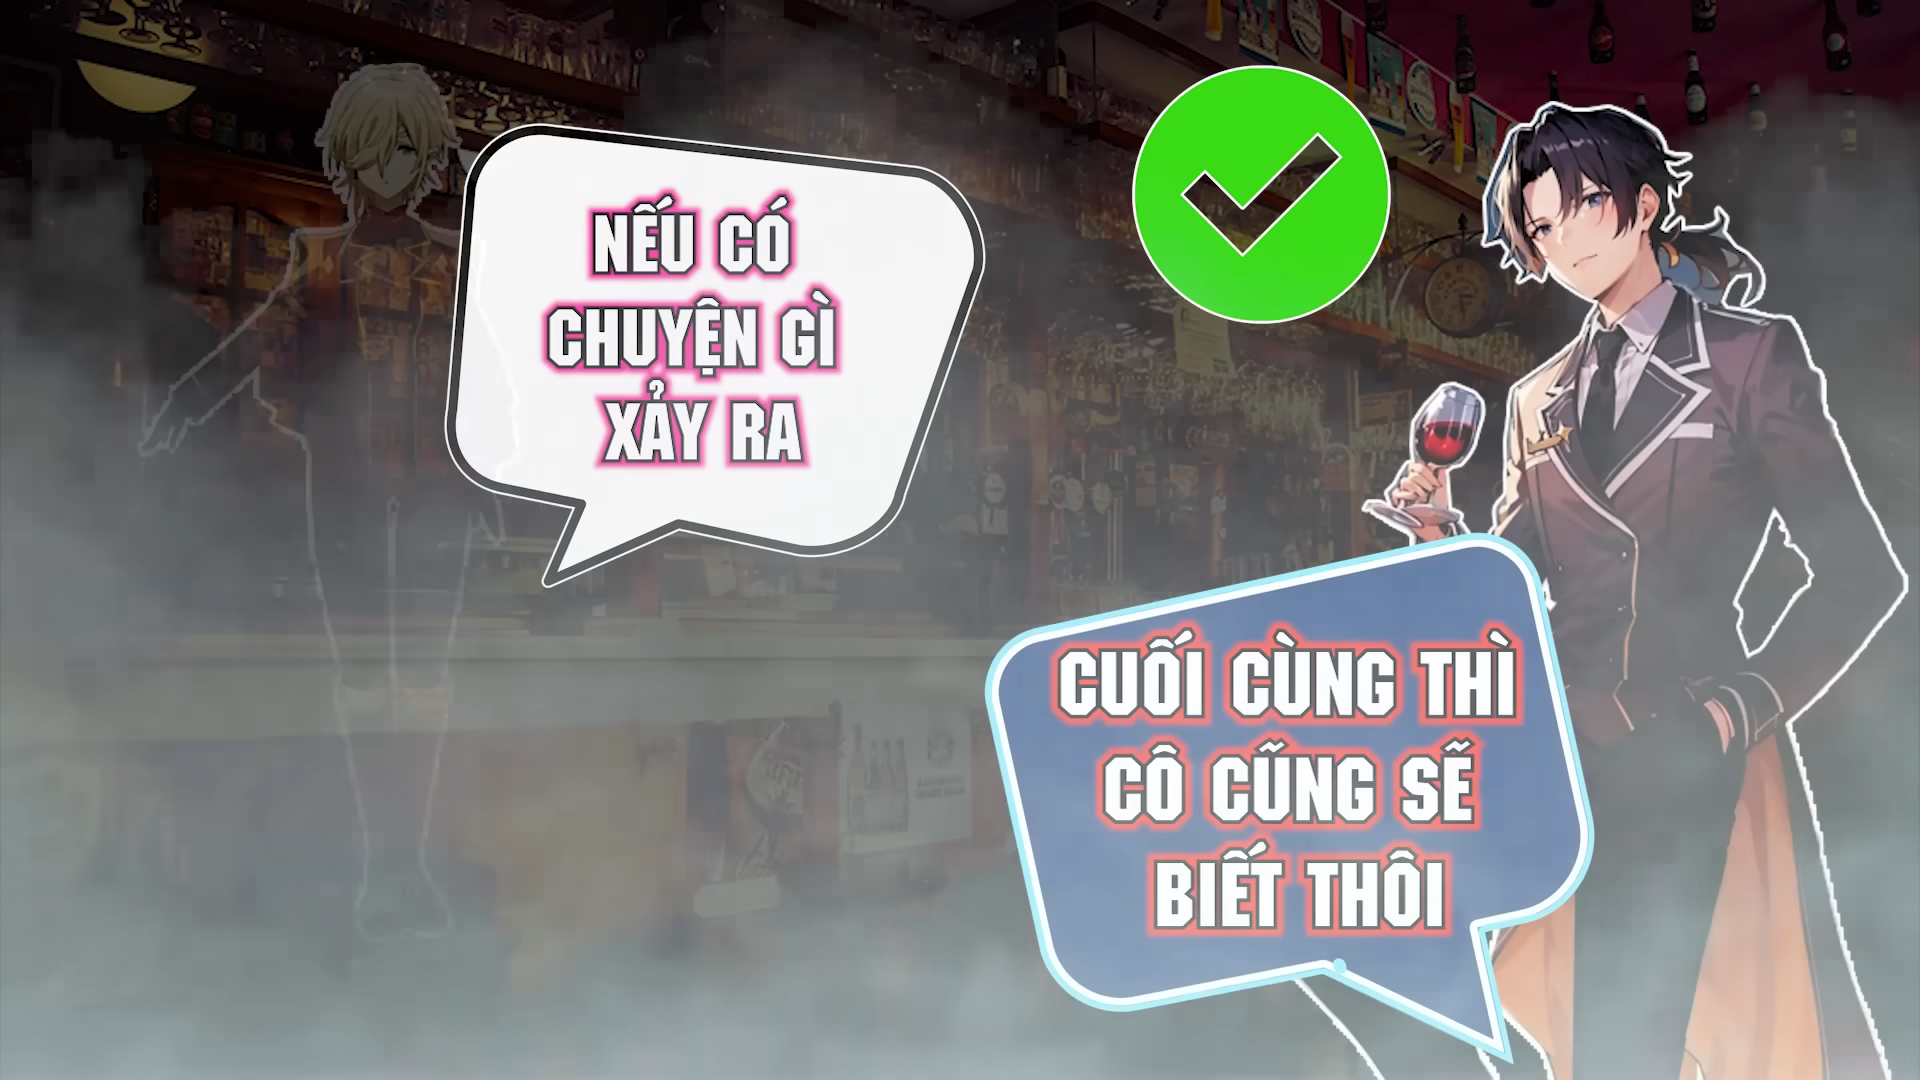 NẾU CÓ
CHUYỆN GÌ
XẢY RA
CUỐI CÙNG THÌ
CÔ CŨNG SẼ
BIẾT THÔI